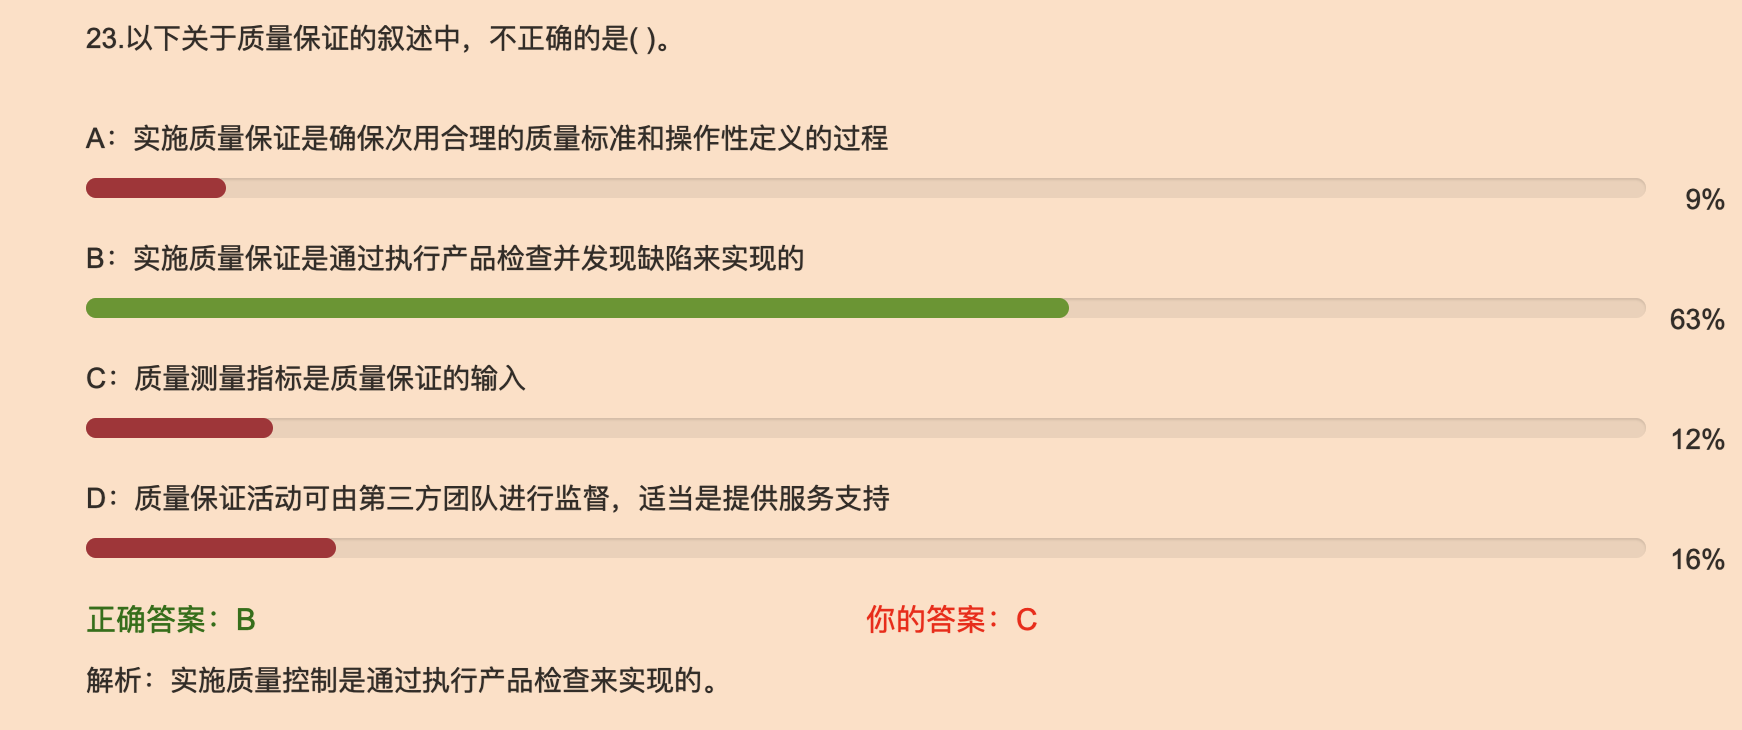 23.以下关于质量保证的叙述中，不正确的是( )。
A：实施质量保证是确保次用合理的质量标准和操作性定义的过程
9%
B：实施质量保证是通过执行产品检查并发现缺陷来实现的
63%
C：质量测量指标是质量保证的输入
12%
D：质量保证活动可由第三方团队进行监督，适当是提供服务支持
16%
正确答案：B 你的答案：C
解析：实施质量控制是通过执行产品检查来实现的。